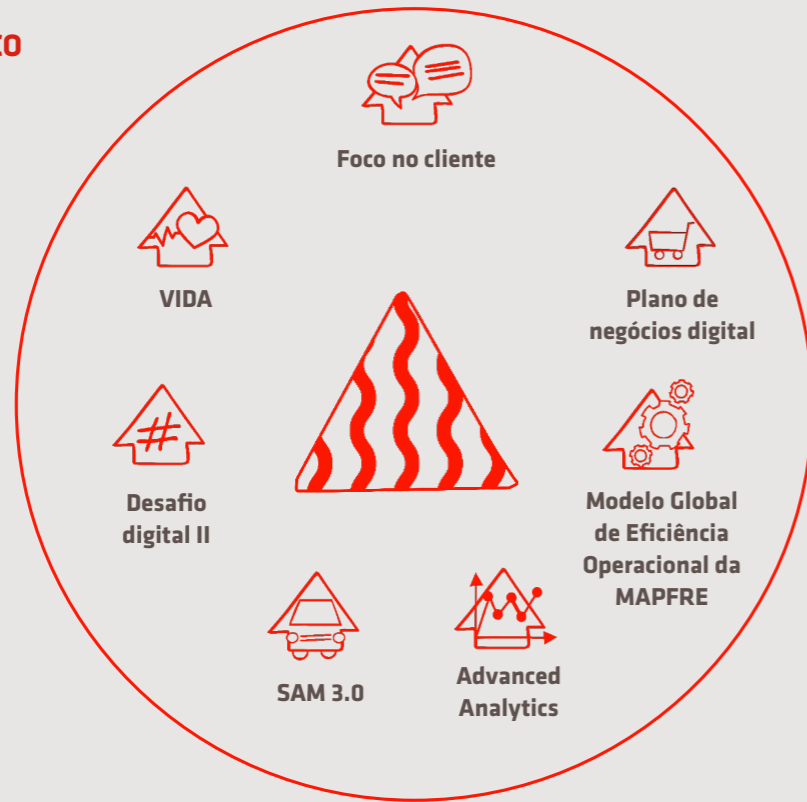 Foco no cliente
VIDA
Plano de
negócios digital
Desafio
digital II
Modelo Global
de Eficiência
Operacional da
MAPFRE
SAM 3.0
Advanced
Analytics
#